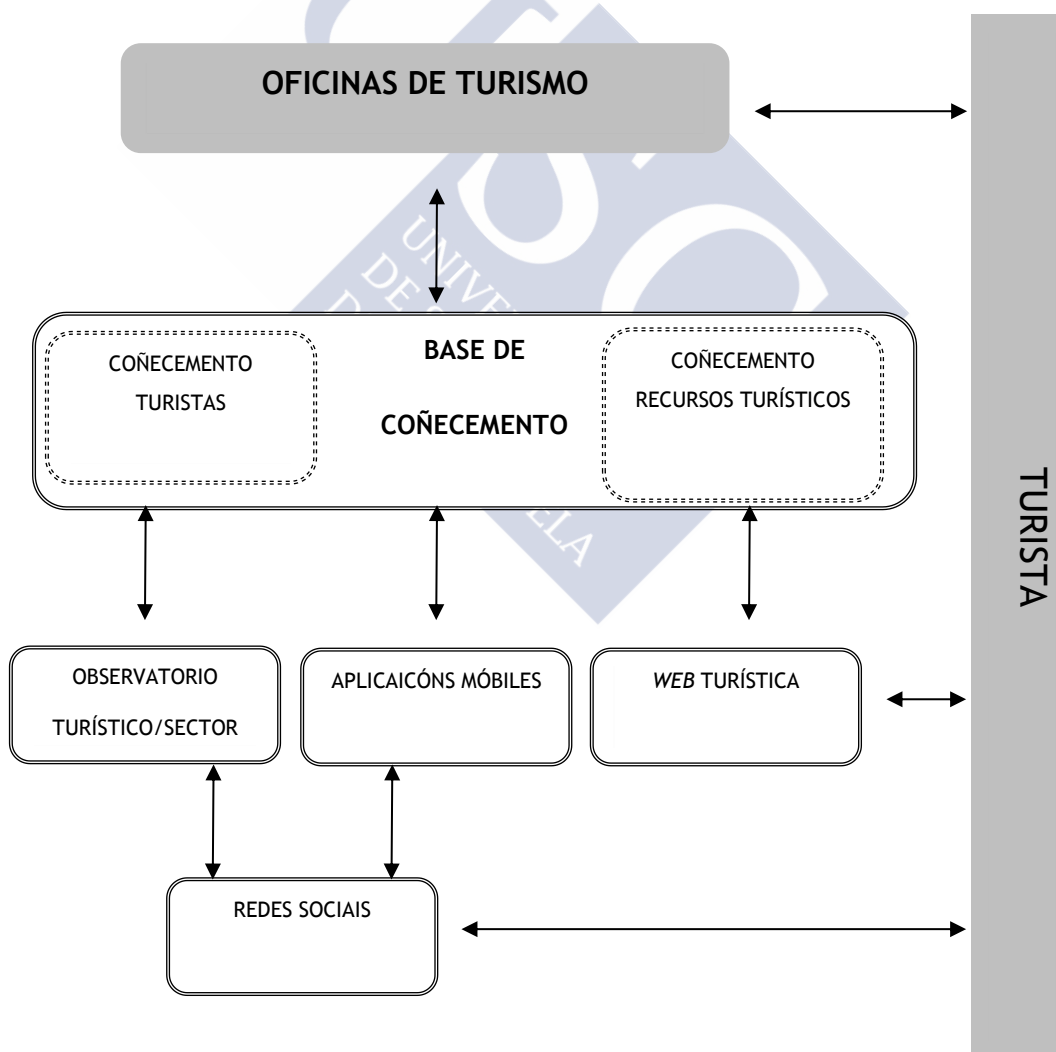 OFICINAS DE TURISMO
BASE DE
COÑECEMENTO
COÑECEMENTO
TURISTAS
COÑECEMENTO
RECURSOS TURÍSTICOS
OBSERVATORIO
TURÍSTICO/SECTOR
APLICAICÓNS MÓBILES
WEB TURÍSTICA
REDES SOCIAIS
TURISTA